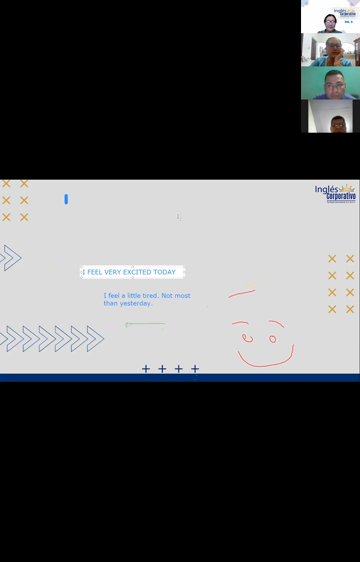 Inglés
Corporativo
I FEEL VERY EXCITED TODAY
I feel a little tired. Not most
than yesterday.